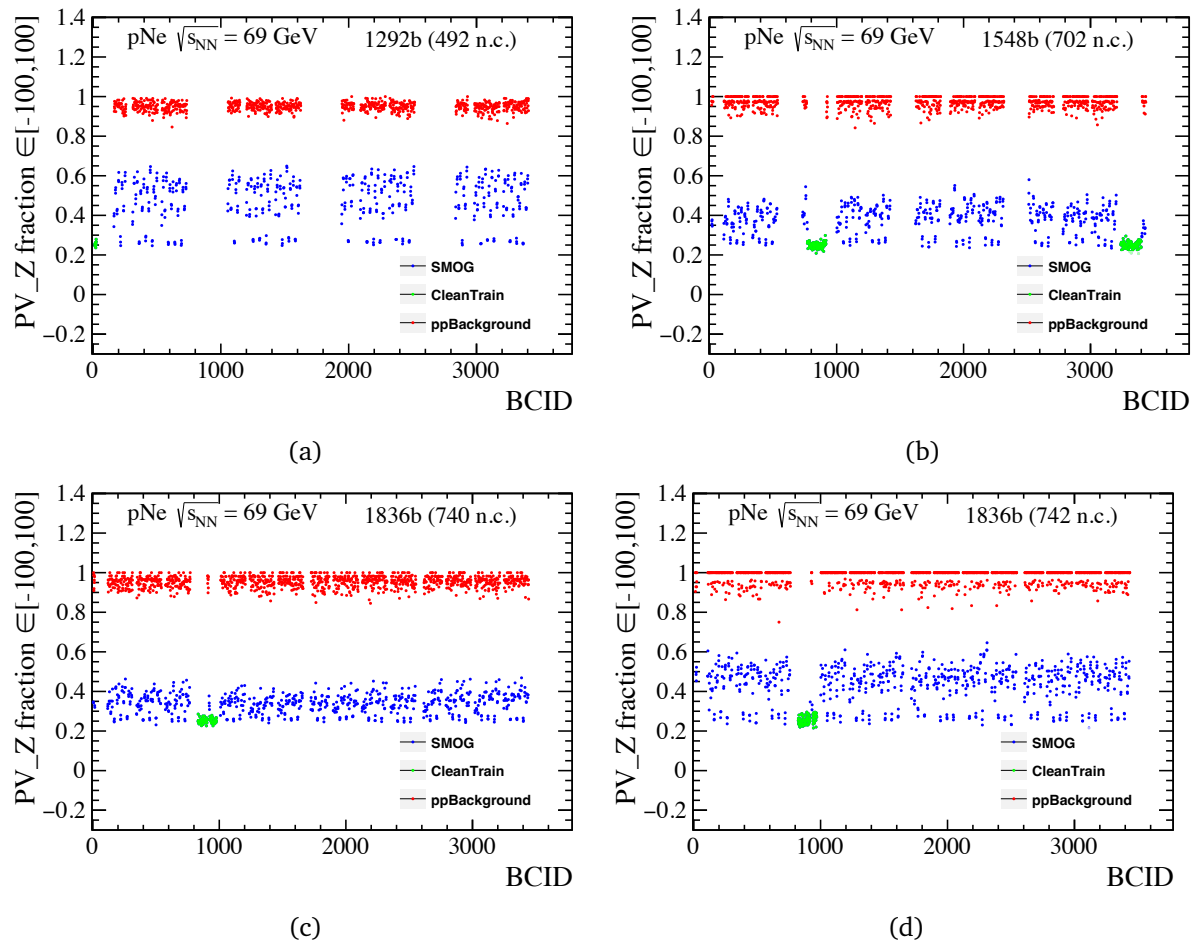 pNe √sNN = 69 GeV 1292b (492 n.c.)
PV_Z fraction ∈[-100,100]
1.4
1.2
1
0.8
0.6
0.4
0.2
0
−0.2
SMOG
CleanTrain
ppBackground
0 1000 2000 3000
BCID
(a)
pNe √sNN = 69 GeV 1548b (702 n.c.)
PV_Z fraction ∈[-100,100]
1.4
1.2
1
0.8
0.6
0.4
0.2
0
−0.2
SMOG
CleanTrain
ppBackground
0 1000 2000 3000
BCID
(b)
pNe √sNN = 69 GeV 1836b (740 n.c.)
PV_Z fraction ∈[-100,100]
1.4
1.2
1
0.8
0.6
0.4
0.2
0
−0.2
SMOG
CleanTrain
ppBackground
0 1000 2000 3000
BCID
(c)
pNe √sNN = 69 GeV 1836b (742 n.c.)
PV_Z fraction ∈[-100,100]
1.4
1.2
1
0.8
0.6
0.4
0.2
0
−0.2
SMOG
CleanTrain
ppBackground
0 1000 2000 3000
BCID
(d)